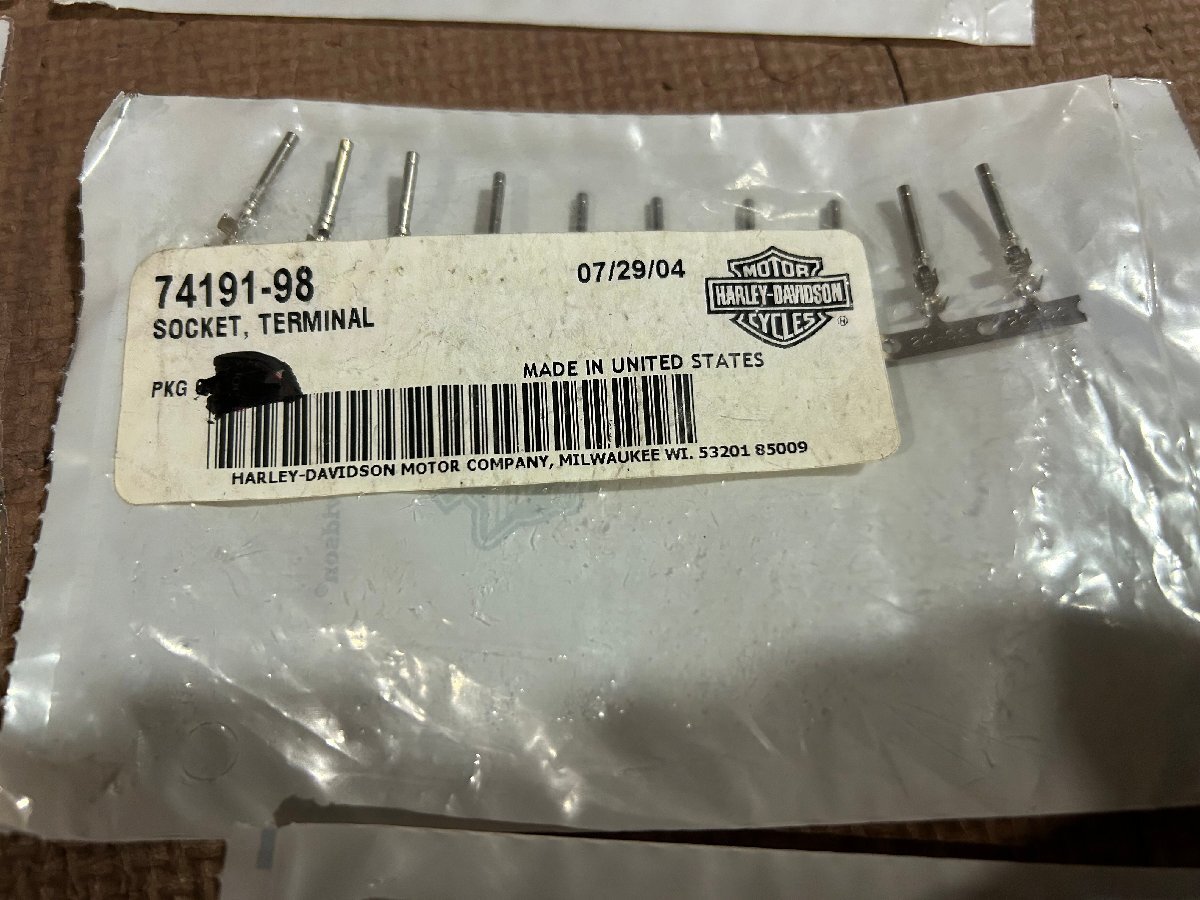 74191-98
07/29/04
SOCKET, TERMINAL
MOTOR
HARLEY-DAVIDSON
CYCLES
®
PKG
MADE IN UNITED STATES
HARLEY-DAVIDSON MOTOR COMPANY, MILWAUKEE WI. 53201 85009